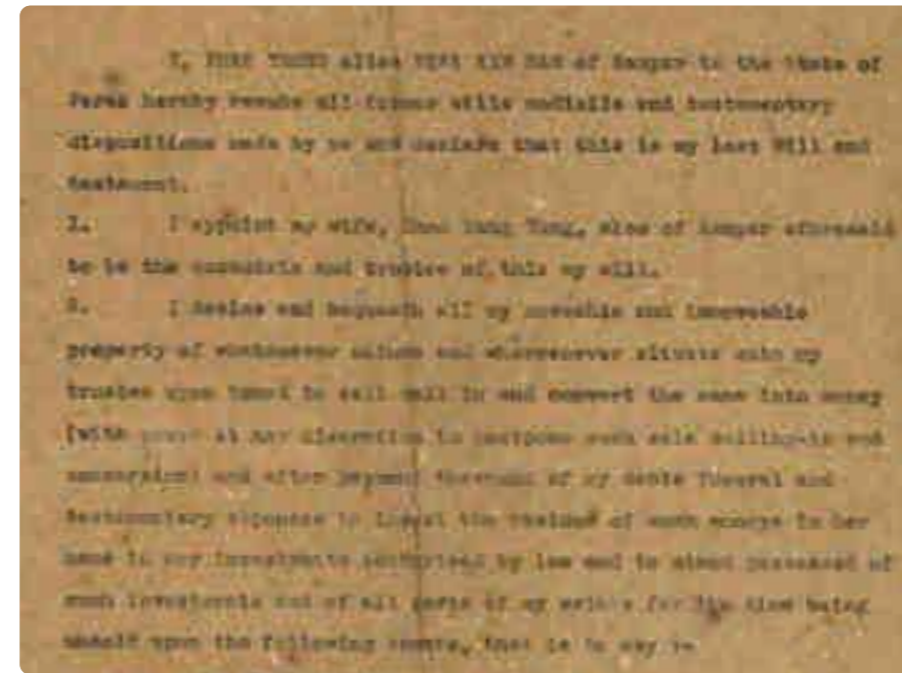 I, alias of in the State of
Perak hereby revoke all former wills codicils and testamentary
dispositions made by me and declare that this is my last Will and
testament.
I appoint my wife, also of aforesaid
to be the executrix and trustee of this my will.
I devise and bequeath all my moveable and immoveable
property of whatsoever nature and wheresoever situate unto my
trustee upon trust to sell call in and convert the same into money
(with power at her discretion to postpone such sale calling-in and
conversion) and after payment thereout of my debts funeral and
testamentary expenses to invest the residue of such moneys in her
name in any investments authorised by law and to stand possessed of
such investments and of all parts of my estate for the time being
unsold upon the following trusts, that is to say :-